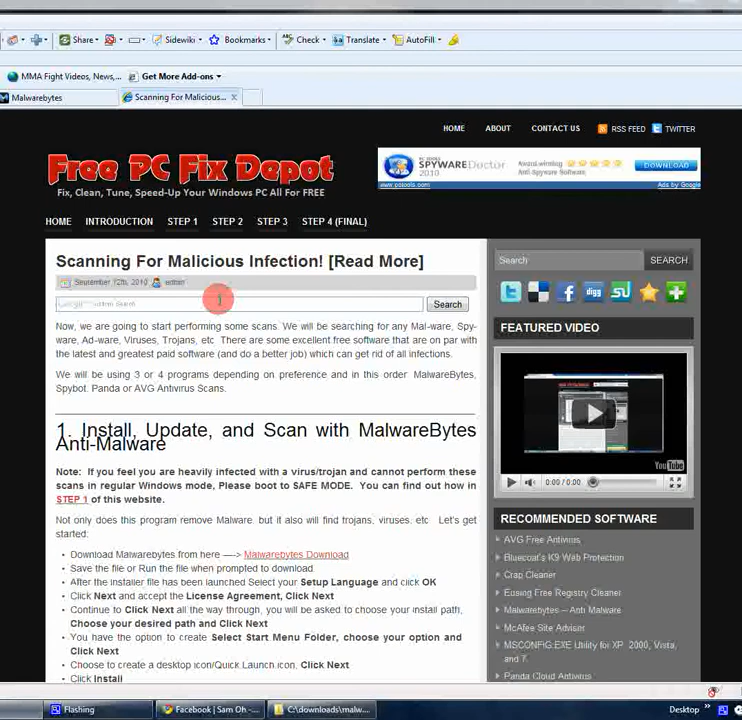 Share
Sidewiki
Bookmarks
Check
Translate
AutoFill
MMA Fight Videos, News,...
Get More Add-ons
Malwarebytes
Scanning For Malicious...
HOME ABOUT CONTACT US RSS FEED TWITTER
Free PC Fix Depot
Fix, Clean, Tune, Speed-Up Your Windows PC All For FREE
SPYWARE DOCTOR 2010
Award-winning
Anti-Spyware Software
DOWNLOAD
www.pctools.com
Ads by Google
HOME INTRODUCTION STEP 1 STEP 2 STEP 3 STEP 4 (FINAL)
Scanning For Malicious Infection! [Read More]
September 12th, 2010 admin
Search
Now, we are going to start performing some scans. We will be searching for any Mal-ware, Spy-
ware, Ad-ware, Viruses, Trojans, etc There are some excellent free software that are on par with
the latest and greatest paid software (and do a better job) which can get rid of all infections.
We will be using 3 or 4 programs depending on preference and in this order MalwareBytes,
Spybot. Panda or AVG Antivirus Scans.
1. Install, Update, and Scan with MalwareBytes
Anti-Malware
Note: If you feel you are heavily infected with a virus/trojan and cannot perform these
scans in regular Windows mode, Please boot to SAFE MODE. You can find out how in
STEP 1 of this website.
Not only does this program remove Malware but it also will find trojans, viruses, etc Let's get
started:
Download Malwarebytes from here —-> Malwarebytes Download
Save the file or Run the file when prompted to download.
After the installer file has been launched Select your Setup Language and click OK
Click Next and accept the License Agreement, Click Next
Continue to Click Next all the way through, you will be asked to choose your install path,
Choose your desired path and Click Next
You have the option to create Select Start Menu Folder, choose your option and
Click Next
Choose to create a desktop icon/Quick Launch icon, Click Next
Click Install
Search SEARCH
digg
FEATURED VIDEO
YouTube
0:00 / 0:00
RECOMMENDED SOFTWARE
AVG Free Antivirus
Bluecoat's K9 Web Protection
Crap Cleaner
Eusing Free Registry Cleaner
Malwarebytes – Anti Malware
McAfee Site Advisor
MSCONFIG.EXE Utility for XP 2000, Vista,
and 7
Panda Cloud Antivirus
Flashing
Facebook | Sam Oh -...
C:\downloads\malw...
Desktop